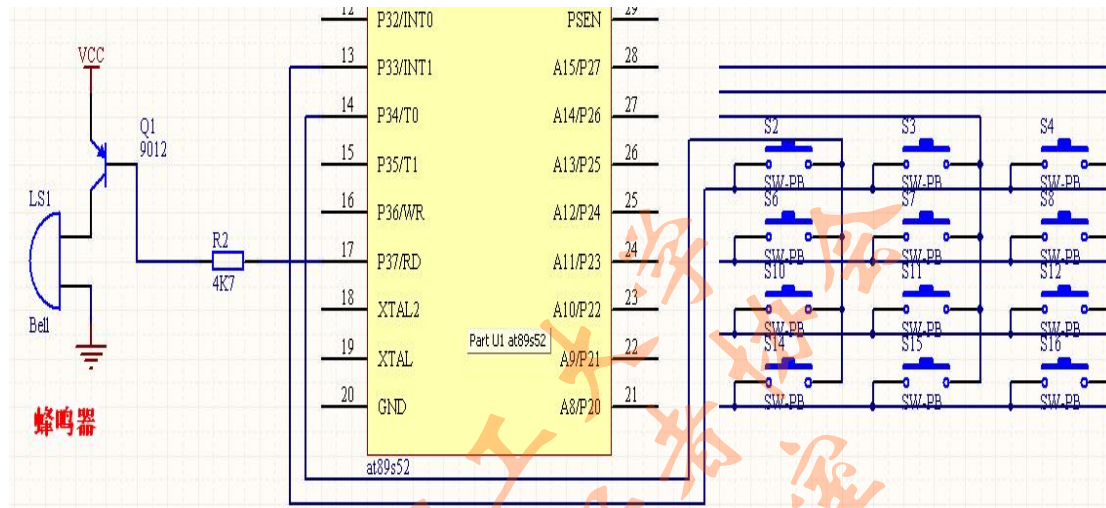 VCC
Q1
9012
LS1
Bell
R2
4K7
蜂鸣器
12
P32/INT0
PSEN
29
13
P33/INT1
A15/P27
28
14
P34/T0
A14/P26
27
15
P35/T1
A13/P25
26
16
P36/WR
A12/P24
25
17
P37/RD
A11/P23
24
18
XTAL2
A10/P22
23
19
XTAL
A9/P21
22
20
GND
A8/P20
21
Part U1 at89s52
at89s52
S2
S3
S4
SW-PB
SW-PB
SW-PB
S6
S7
S8
SW-PB
SW-PB
SW-PB
S10
S11
S12
SW-PB
SW-PB
SW-PB
S14
S15
S16
SW-PB
SW-PB
SW-PB